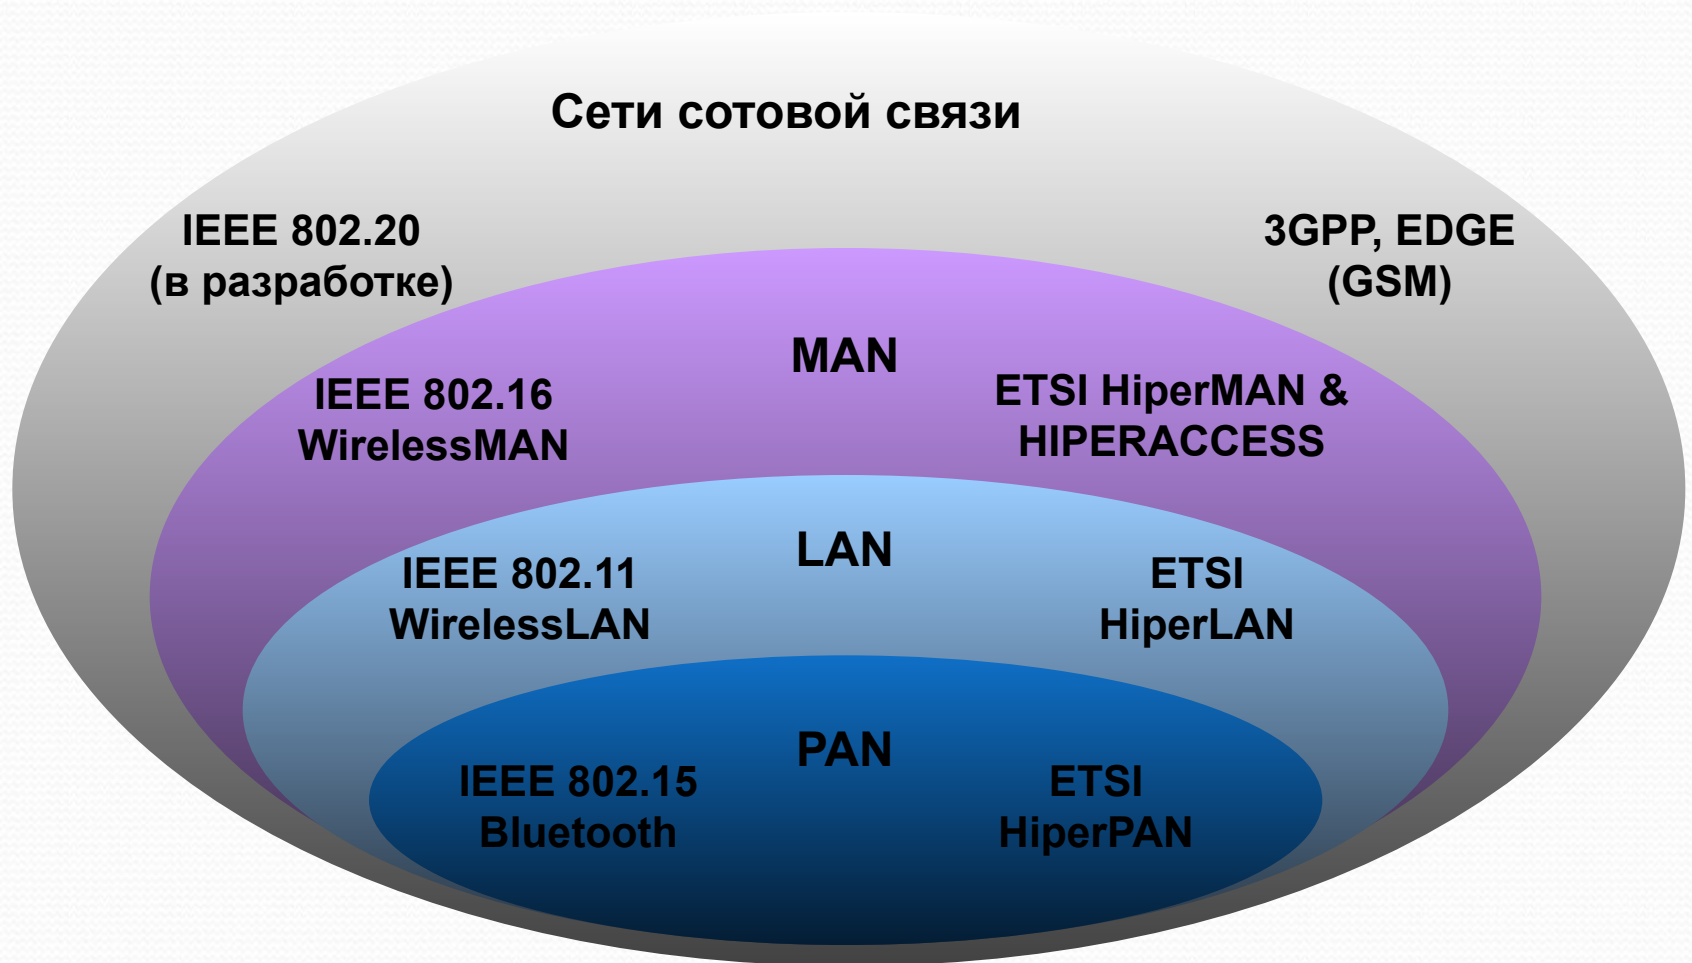 Сети сотовой связи
IEEE 802.20
(в разработке)
3GPP, EDGE
(GSM)
MAN
IEEE 802.16
WirelessMAN
ETSI HiperMAN &
HIPERACCESS
LAN
IEEE 802.11
WirelessLAN
ETSI
HiperLAN
PAN
IEEE 802.15
Bluetooth
ETSI
HiperPAN